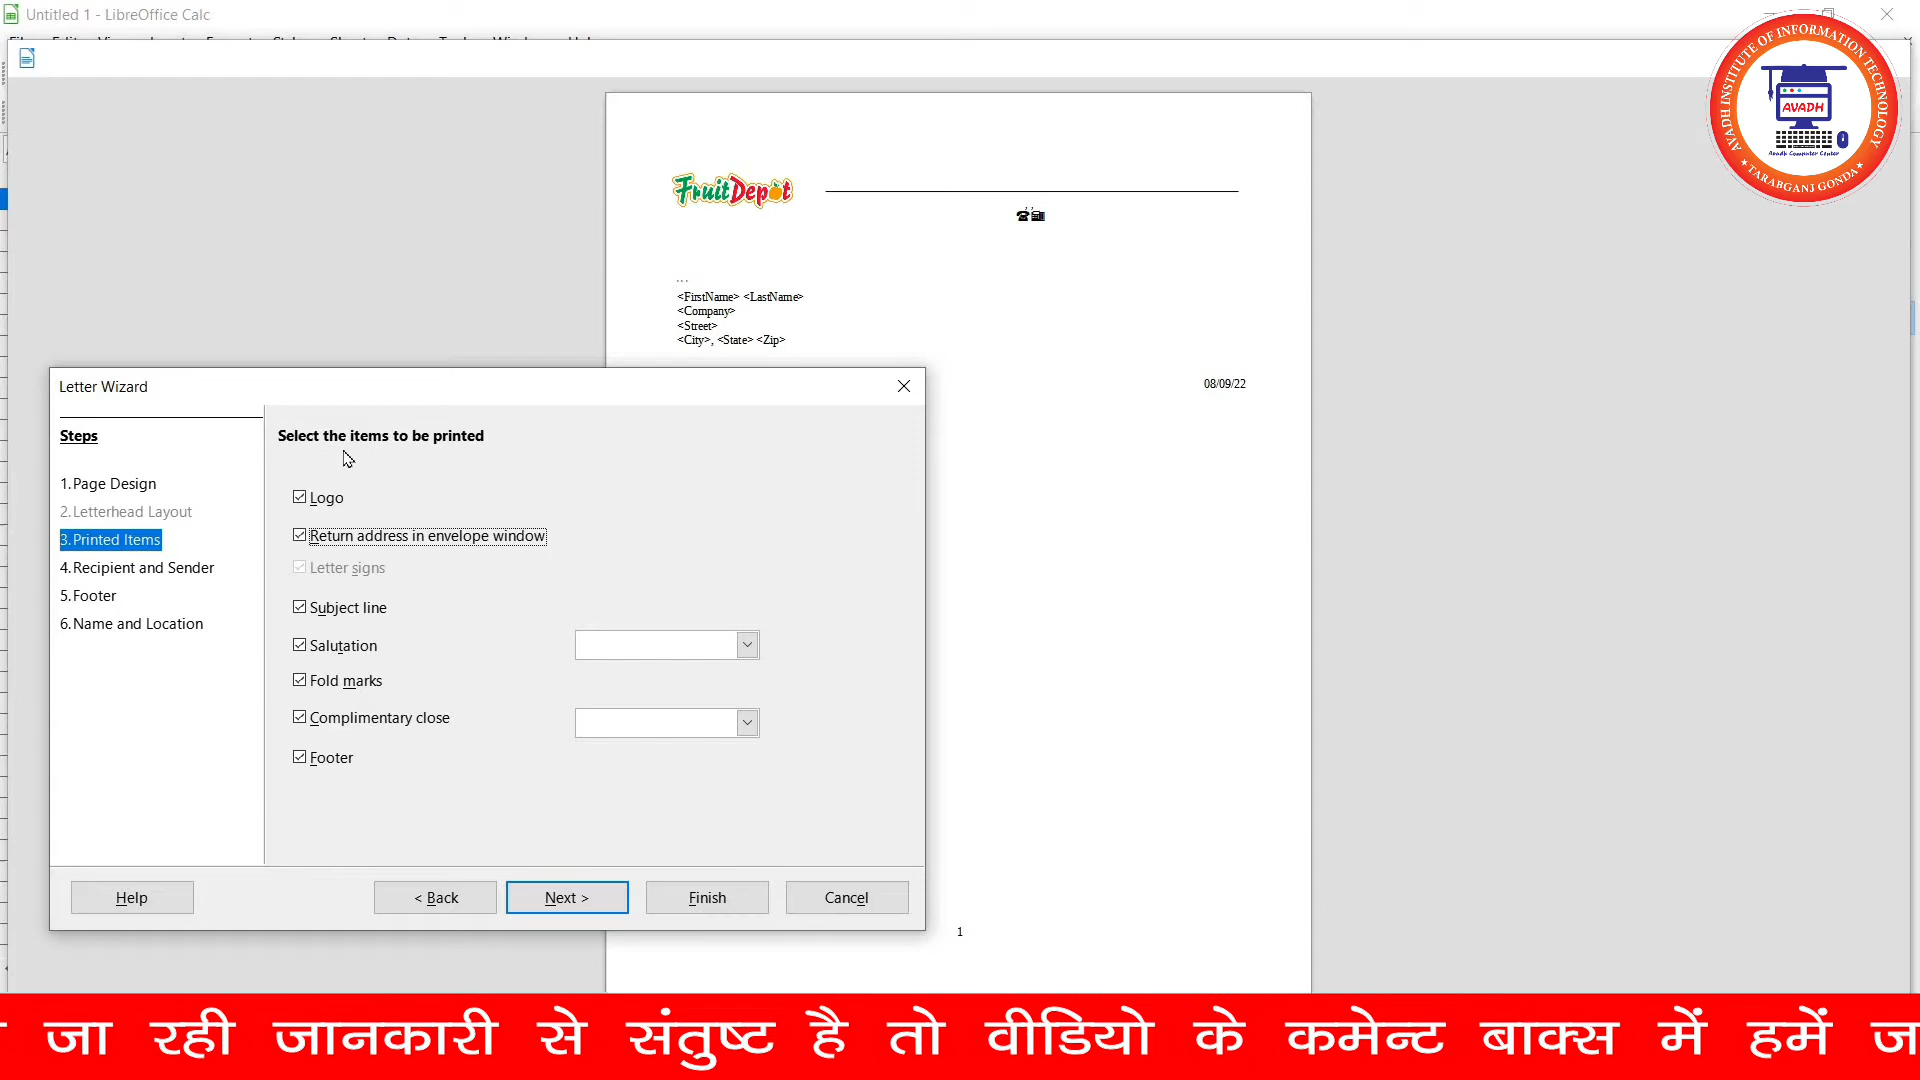 Untitled 1 - LibreOffice Calc
AVADH INSTITUTE OF INFORMATION TECHNOLOGY
AVADH
Avadh Computer Center
★ TARABGANJ GONDA ★
FruitDepot
, ,
...
<FirstName> <LastName>
<Company>
<Street>
<City>, <State> <Zip>
08/09/22
Letter Wizard
Steps
1.Page Design
2.Letterhead Layout
3.Printed Items
4.Recipient and Sender
5.Footer
6.Name and Location
Select the items to be printed
Logo
Return address in envelope window
Letter signs
Subject line
Salutation
Fold marks
Complimentary close
Footer
Help
< Back
Next >
Finish
Cancel
1
जा रही जानकारी से संतुष्ट है तो वीडियो के कमेन्ट बाक्स में हमें ज